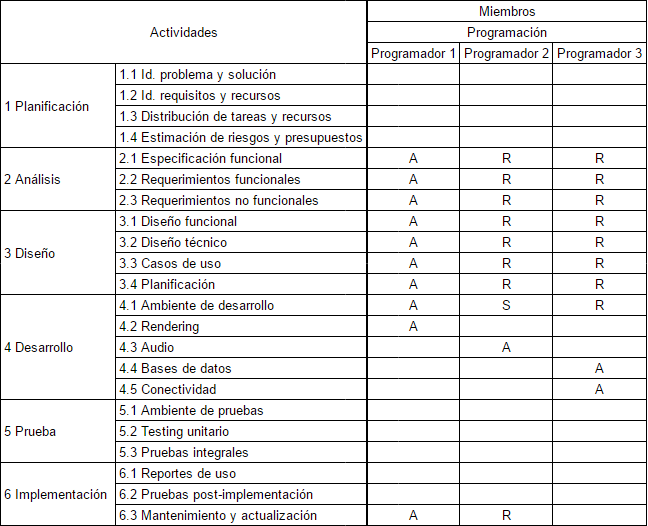 Actividades Miembros
Programación
Programador 1 Programador 2 Programador 3
1 Planificación
1.1 Id. problema y solución
1.2 Id. requisitos y recursos
1.3 Distribución de tareas y recursos
1.4 Estimación de riesgos y presupuestos
2 Análisis
2.1 Especificación funcional A R R
2.2 Requerimientos funcionales A R R
2.3 Requerimientos no funcionales A R R
3 Diseño
3.1 Diseño funcional A R R
3.2 Diseño técnico A R R
3.3 Casos de uso A R R
3.4 Planificación A R R
4 Desarrollo
4.1 Ambiente de desarrollo A S R
4.2 Rendering A
4.3 Audio A
4.4 Bases de datos A
4.5 Conectividad A
5 Prueba
5.1 Ambiente de pruebas
5.2 Testing unitario
5.3 Pruebas integrales
6 Implementación
6.1 Reportes de uso
6.2 Pruebas post-implementación
6.3 Mantenimiento y actualización A R